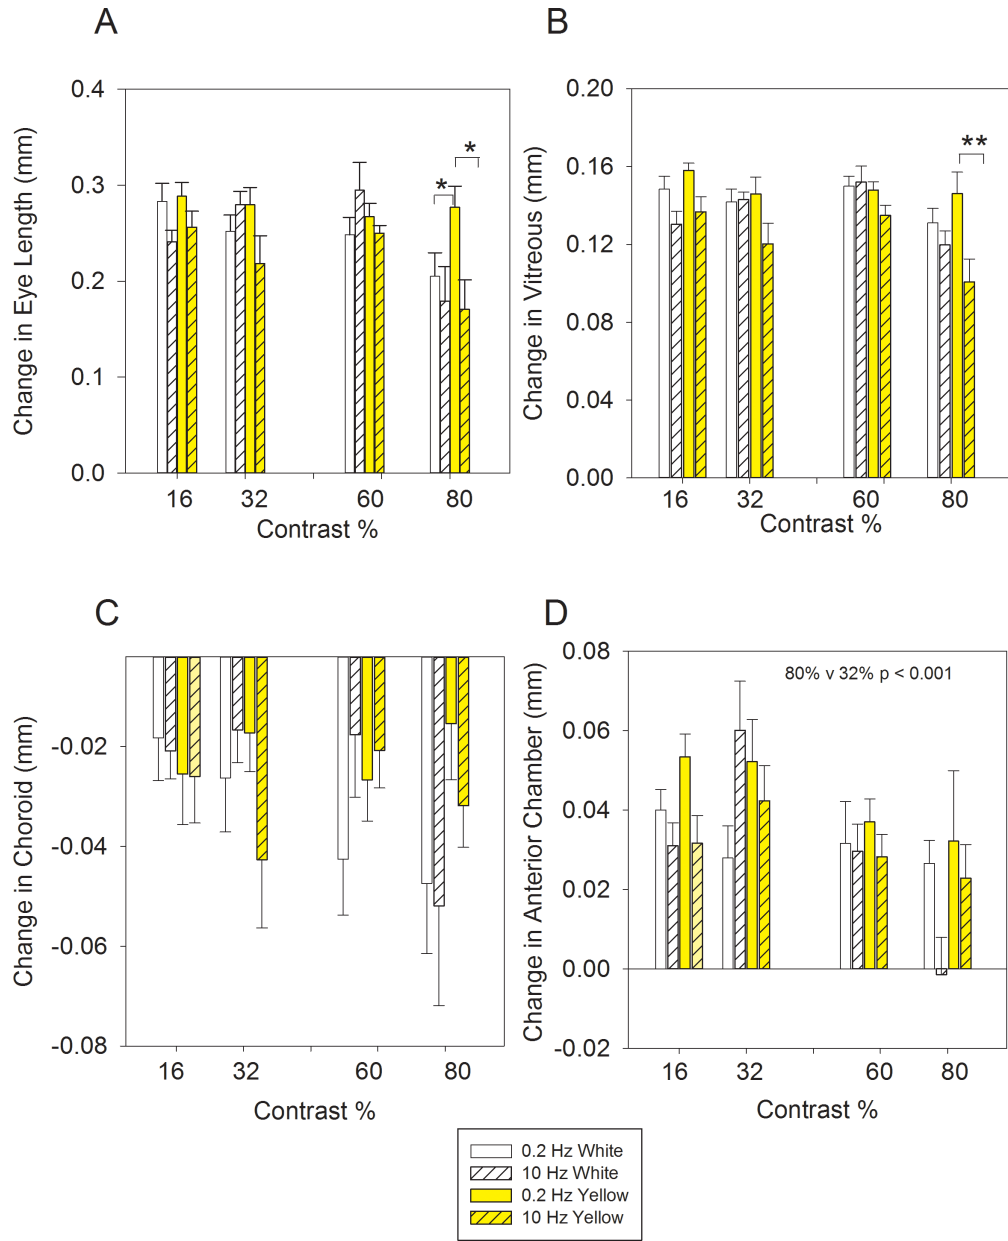 A
B
Change in Eye Length (mm)
0.4
0.3
0.2
0.1
0.0
*
*
16 32 60 80
Contrast %
Change in Vitreous (mm)
0.20
0.16
0.12
0.08
0.04
0.00
**
16 32 60 80
Contrast %
C
D
Change in Choroid (mm)
-0.02
-0.04
-0.06
-0.08
16 32 60 80
Contrast %
Change in Anterior Chamber (mm)
0.08
0.06
0.04
0.02
0.00
-0.02
80% v 32% p < 0.001
16 32 60 80
Contrast %
0.2 Hz White
10 Hz White
0.2 Hz Yellow
10 Hz Yellow